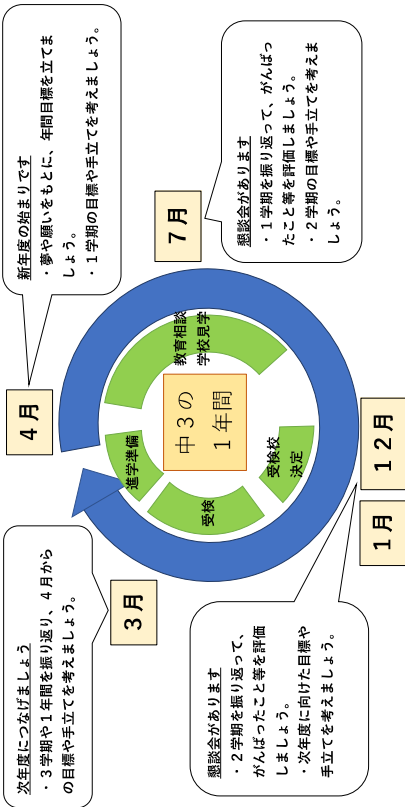 ４月
新年度の始まりです
・夢や願いをもとに、年間目標を立てま
しょう。
・１学期の目標や手立てを考えましょう。
７月
懇談会があります
・１学期を振り返って、がんばっ
たこと等を評価しましょう。
・２学期の目標や手立てを考えま
しょう。
１２月
１月
懇談会があります
・２学期を振り返って、
がんばったこと等を評価
しましょう。
・次年度に向けた目標や
手立てを考えましょう。
３月
次年度につなげましょう
・３学期や１年間を振り返り、４月から
の目標や手立てを考えましょう。
中３の
１年間
教育相談
学校見学
受検校
決定
受検
進学準備